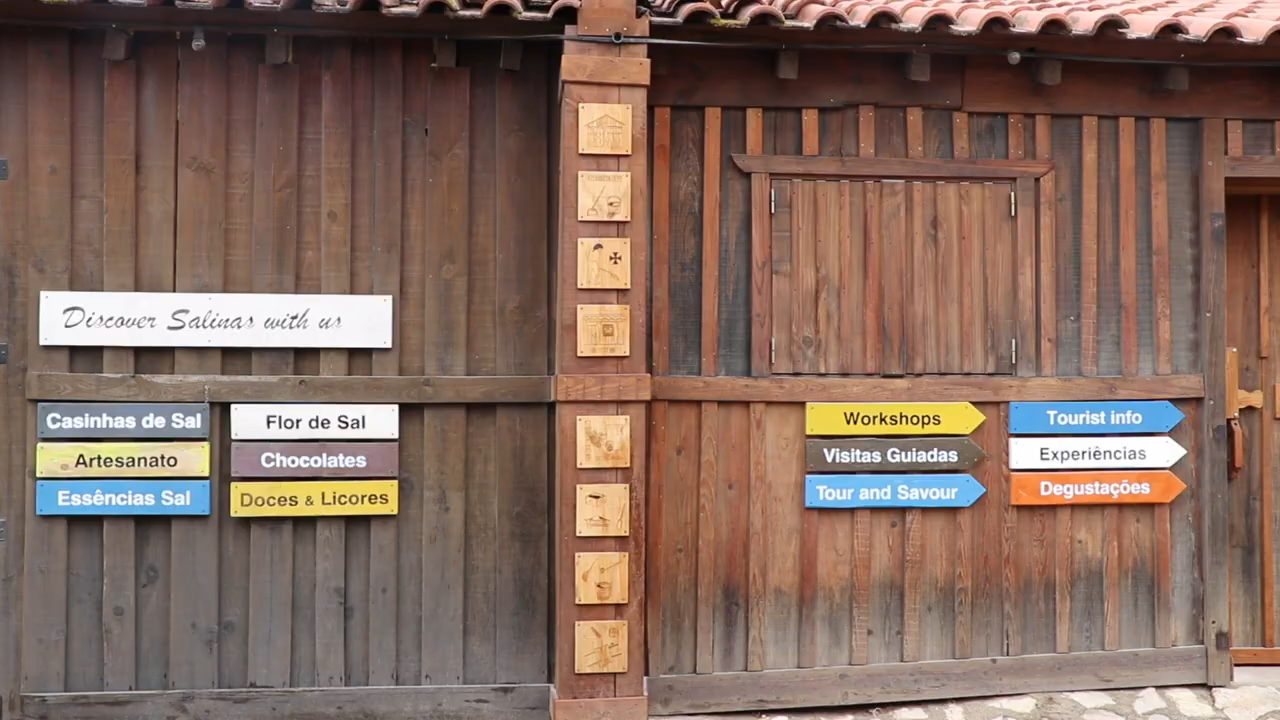 Discover Salinas with us
Casinhas de Sal
Artesanato
Essências Sal
Flor de Sal
Chocolates
Doces & Licores
Workshops
Visitas Guiadas
Tour and Savour
Tourist info
Experiências
Degustações